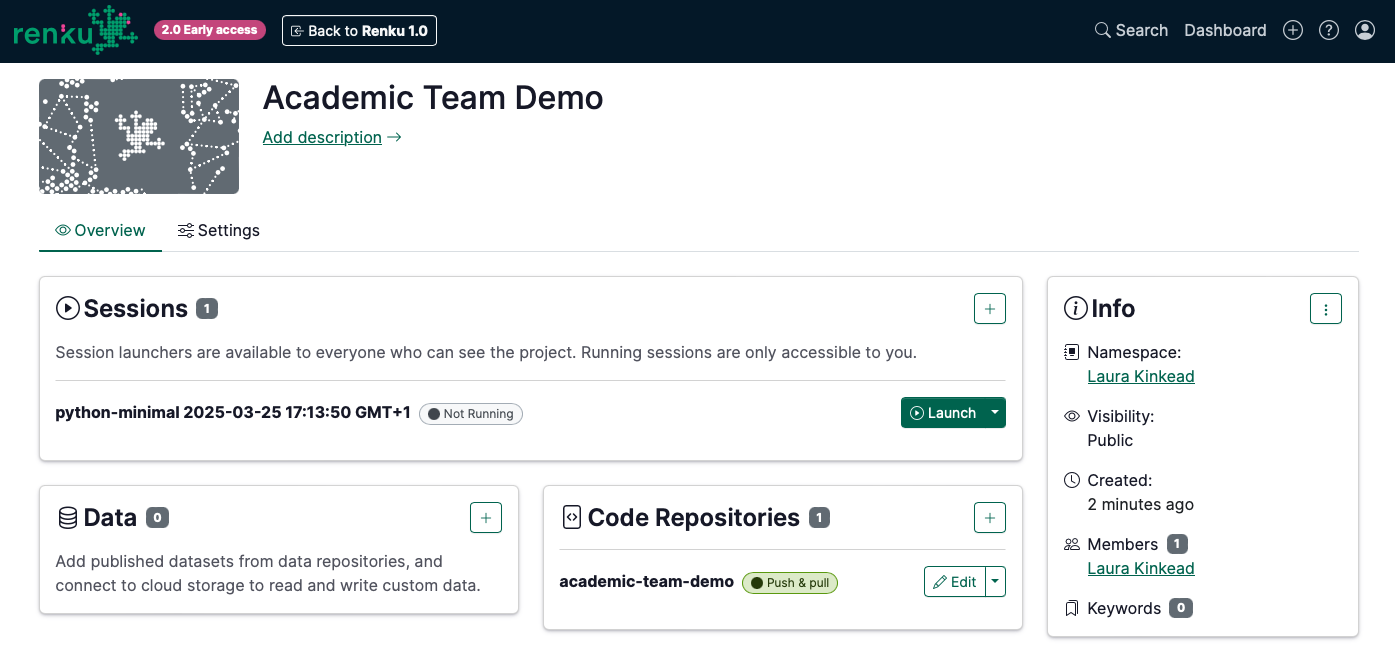 renku 2.0 Early access Back to Renku 1.0 Search Dashboard
Academic Team Demo
Add description
Overview Settings
Sessions 1
Session launchers are available to everyone who can see the project. Running sessions are only accessible to you.
python-minimal 2025-03-25 17:13:50 GMT+1 Not Running Launch
Data 0
Add published datasets from data repositories, and
connect to cloud storage to read and write custom data.
Code Repositories 1
academic-team-demo Push & pull Edit
Info
Namespace:
Laura Kinkead
Visibility:
Public
Created:
2 minutes ago
Members 1
Laura Kinkead
Keywords 0